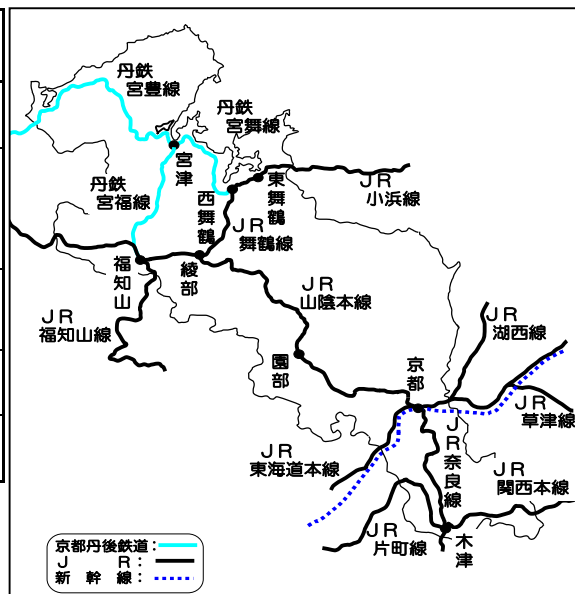 丹鉄
宮豊線
丹鉄
宮舞線
宮津
丹鉄
宮福線
西舞鶴
東舞鶴
ＪＲ
小浜線
ＪＲ
舞鶴線
福知山
綾部
ＪＲ
山陰本線
ＪＲ
福知山線
ＪＲ
湖西線
園部
京都
ＪＲ
草津線
ＪＲ
東海道本線
ＪＲ奈良線
ＪＲ
関西本線
ＪＲ
片町線
木津
京都丹後鉄道：
Ｊ　　Ｒ：
新　幹　線：